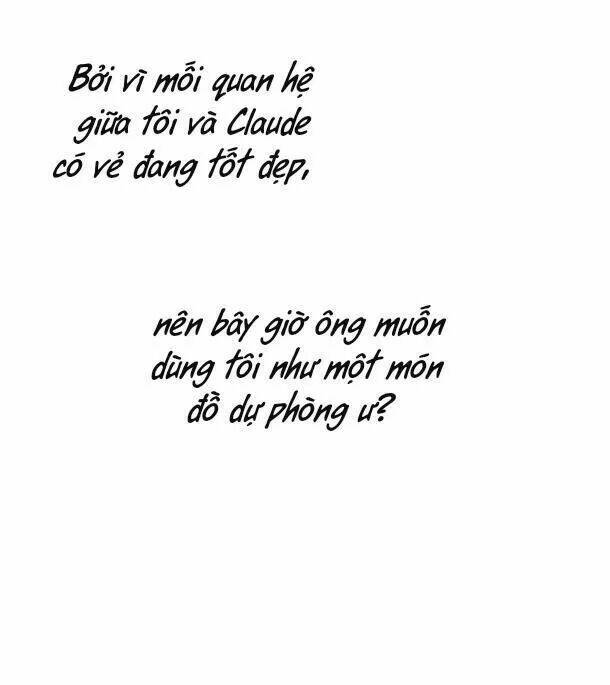 Bởi vì mối quan hệ
giữa tôi và Claude
có vẻ đang tốt đẹp,
nên bây giờ ông muốn
dùng tôi như một món
đồ dự phòng ư?